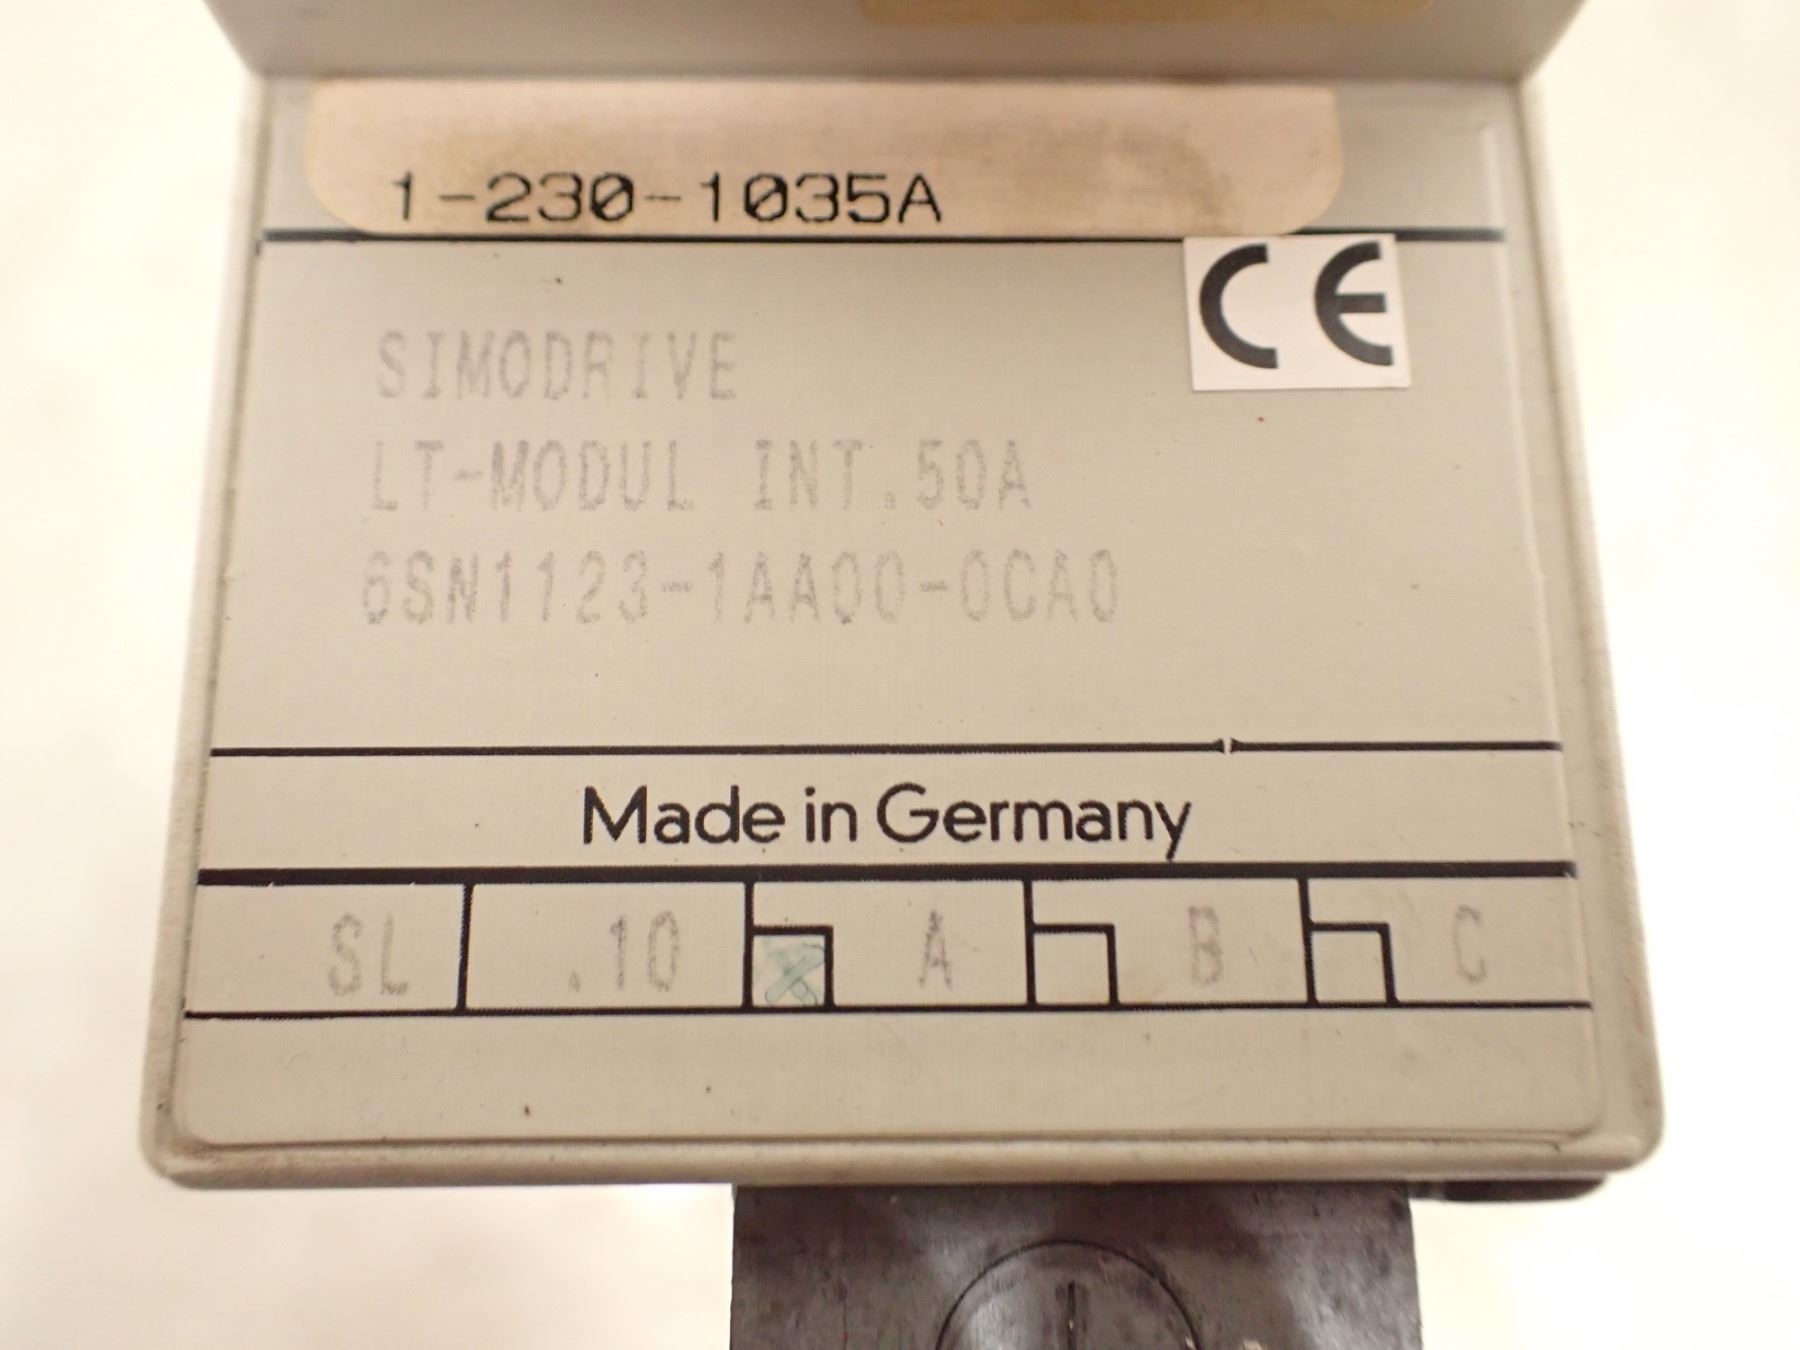 1-230-1035A
CE
SIMODRIVE
LT-MODUL INT.50A
6SN1123-1AA00-0CA0
Made in Germany
SL .10 A B C